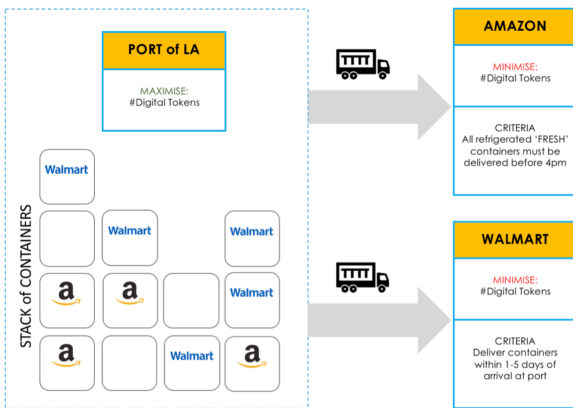 PORT of LA
MAXIMISE:
#Digital Tokens
STACK of CONTAINERS
Walmart
Walmart
Walmart
a
a
Walmart
a
Walmart
a
AMAZON
MINIMISE:
#Digital Tokens
CRITERIA
All refrigerated ‘FRESH’
containers must be
delivered before 4pm
WALMART
MINIMISE:
#Digital Tokens
CRITERIA
Deliver containers
within 1-5 days of
arrival at port